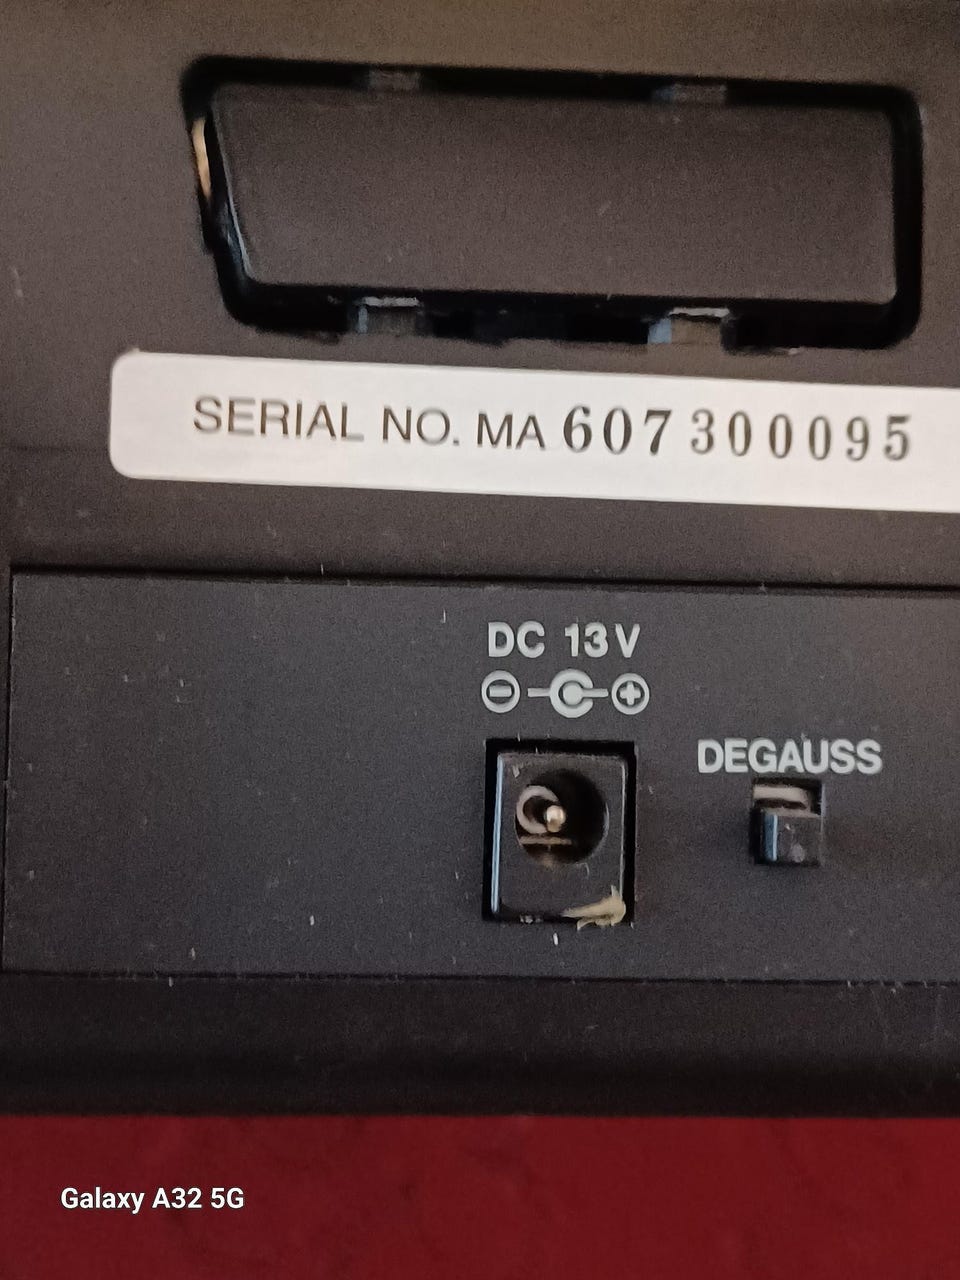 SERIAL NO. MA 607300095
DC 13V
DEGAUSS
Galaxy A32 5G